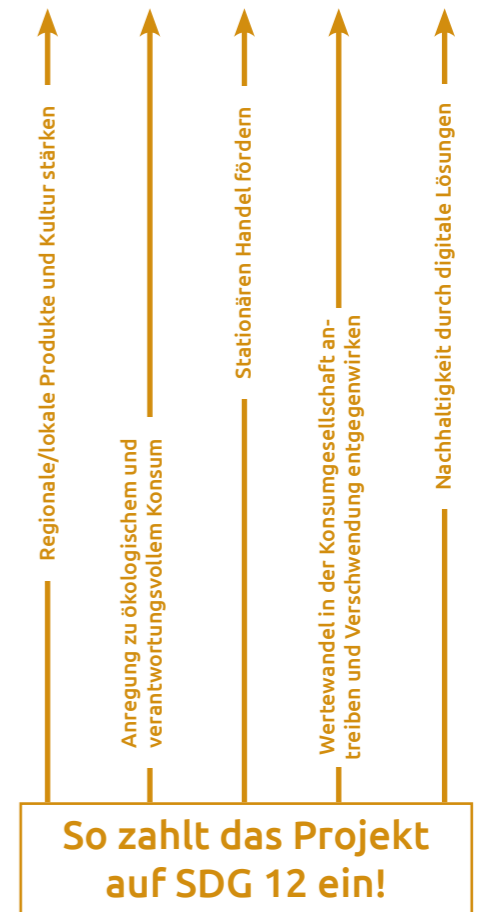 Regionale/lokale Produkte und Kultur stärken
Anregung zu ökologischem und
verantwortungsvollem Konsum
Stationären Handel fördern
Wertewandel in der Konsumgesellschaft an-
treiben und Verschwendung entgegenwirken
Nachhaltigkeit durch digitale Lösungen
So zahlt das Projekt
auf SDG 12 ein!